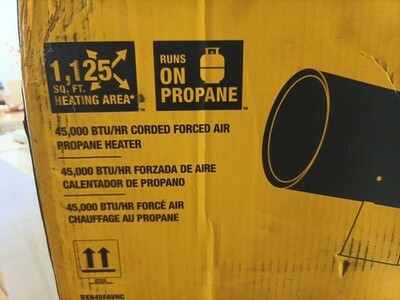 1,125
SQ. FT.
HEATING AREA*
RUNS
ON
PROPANE
45,000 BTU/HR CORDED FORCED AIR
PROPANE HEATER
45,000 BTU/HR FORZADA DE AIRE
CALENTADOR DE PROPANO
45,000 BTU/HR FORCÉ AIR
CHAUFFAGE AU PROPANE